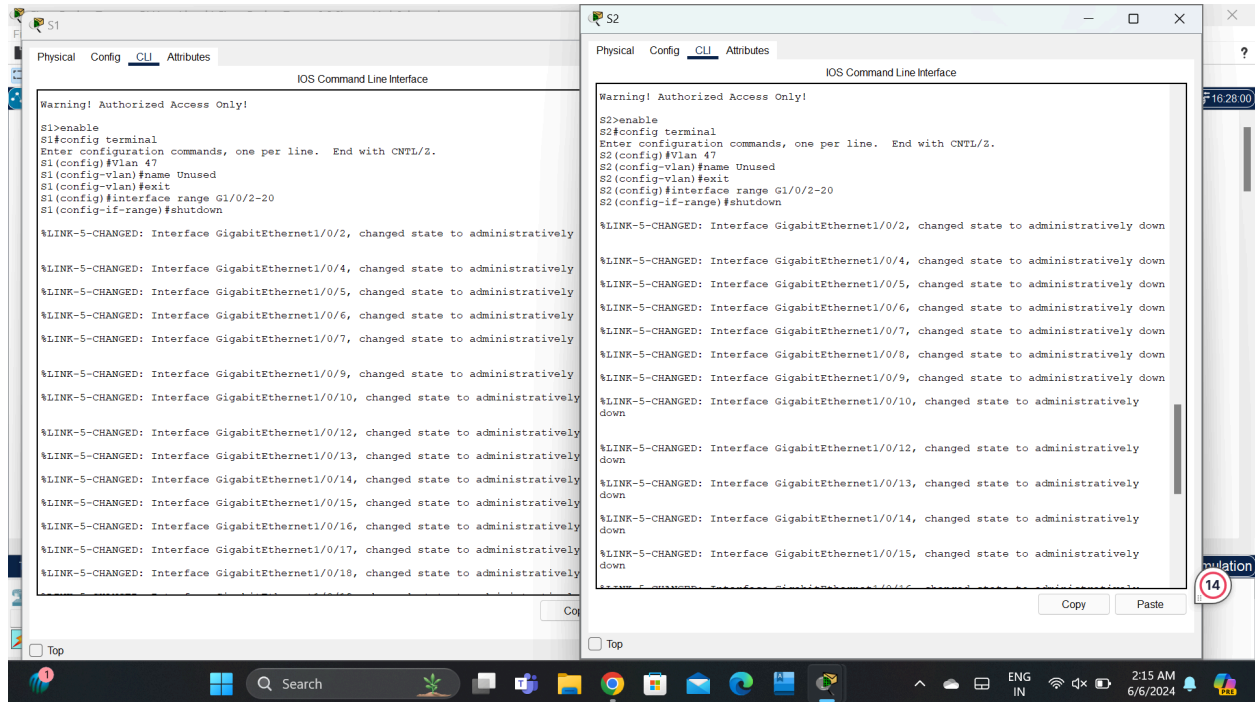 S1
Physical Config CLI Attributes
IOS Command Line Interface
Warning! Authorized Access Only!
S1>enable
S1#config terminal
Enter configuration commands, one per line. End with CNTL/Z.
S1(config)#Vlan 47
S1(config-vlan)#name Unused
S1(config-vlan)#exit
S1(config)#interface range G1/0/2-20
S1(config-if-range)#shutdown
%LINK-5-CHANGED: Interface GigabitEthernet1/0/2, changed state to administratively
%LINK-5-CHANGED: Interface GigabitEthernet1/0/4, changed state to administratively
%LINK-5-CHANGED: Interface GigabitEthernet1/0/5, changed state to administratively
%LINK-5-CHANGED: Interface GigabitEthernet1/0/6, changed state to administratively
%LINK-5-CHANGED: Interface GigabitEthernet1/0/7, changed state to administratively
%LINK-5-CHANGED: Interface GigabitEthernet1/0/9, changed state to administratively
%LINK-5-CHANGED: Interface GigabitEthernet1/0/10, changed state to administratively
%LINK-5-CHANGED: Interface GigabitEthernet1/0/12, changed state to administratively
%LINK-5-CHANGED: Interface GigabitEthernet1/0/13, changed state to administratively
%LINK-5-CHANGED: Interface GigabitEthernet1/0/14, changed state to administratively
%LINK-5-CHANGED: Interface GigabitEthernet1/0/15, changed state to administratively
%LINK-5-CHANGED: Interface GigabitEthernet1/0/16, changed state to administratively
%LINK-5-CHANGED: Interface GigabitEthernet1/0/17, changed state to administratively
%LINK-5-CHANGED: Interface GigabitEthernet1/0/18, changed state to administratively
Top
S2
Physical Config CLI Attributes
IOS Command Line Interface
Warning! Authorized Access Only!
S2>enable
S2#config terminal
Enter configuration commands, one per line. End with CNTL/Z.
S2(config)#Vlan 47
S2(config-vlan)#name Unused
S2(config-vlan)#exit
S2(config)#interface range G1/0/2-20
S2(config-if-range)#shutdown
%LINK-5-CHANGED: Interface GigabitEthernet1/0/2, changed state to administratively down
%LINK-5-CHANGED: Interface GigabitEthernet1/0/4, changed state to administratively down
%LINK-5-CHANGED: Interface GigabitEthernet1/0/5, changed state to administratively down
%LINK-5-CHANGED: Interface GigabitEthernet1/0/6, changed state to administratively down
%LINK-5-CHANGED: Interface GigabitEthernet1/0/7, changed state to administratively down
%LINK-5-CHANGED: Interface GigabitEthernet1/0/8, changed state to administratively down
%LINK-5-CHANGED: Interface GigabitEthernet1/0/9, changed state to administratively down
%LINK-5-CHANGED: Interface GigabitEthernet1/0/10, changed state to administratively
down
%LINK-5-CHANGED: Interface GigabitEthernet1/0/12, changed state to administratively
down
%LINK-5-CHANGED: Interface GigabitEthernet1/0/13, changed state to administratively
down
%LINK-5-CHANGED: Interface GigabitEthernet1/0/14, changed state to administratively
down
%LINK-5-CHANGED: Interface GigabitEthernet1/0/15, changed state to administratively
down
Copy Paste
Top
?
16:28:00
14
1
Search
ENG
IN
2:15 AM
6/6/2024
PRE